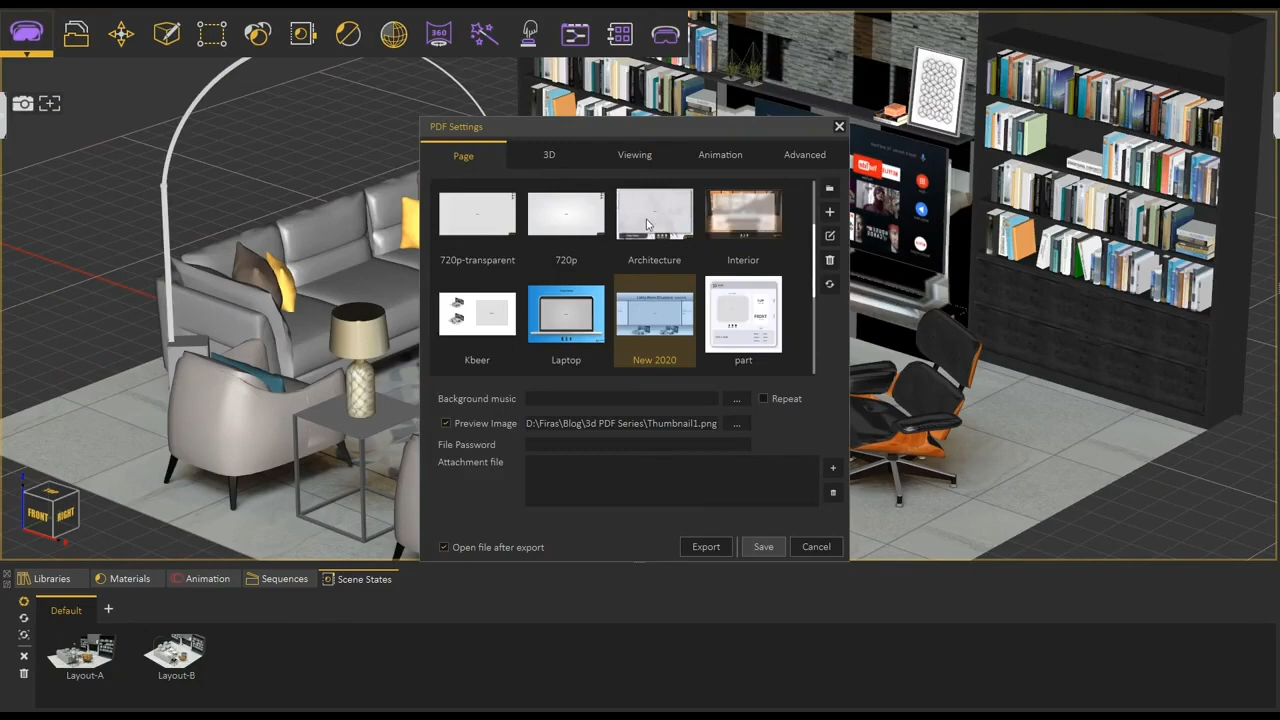 360
PDF Settings
Page 3D Viewing Animation Advanced
720p-transparent 720p Architecture Interior
Kbeer Laptop New 2020 part
Background music ... Repeat
Preview Image D:\Firas\Blog\3d PDF Series\Thumbnail1.png ...
File Password
Attachment file
Open file after export Export Save Cancel
TOP
FRONT RIGHT
Libraries Materials Animation Sequences Scene States
Default
Layout-A Layout-B